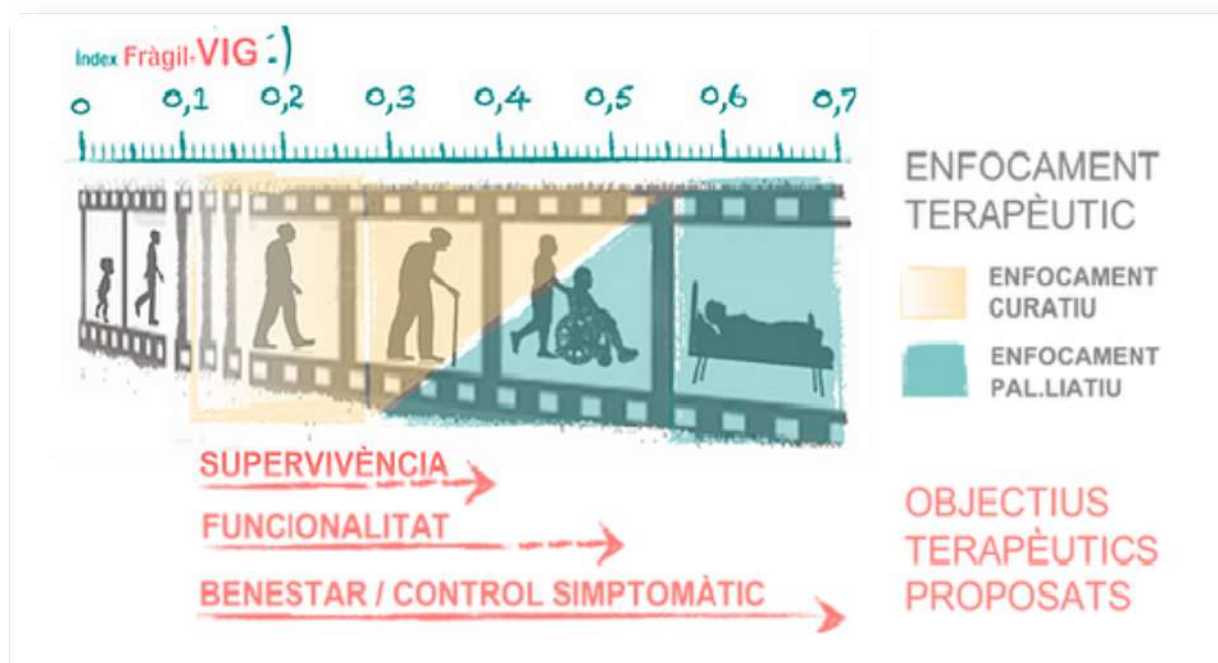 Índex Fràgil-VIG :)
0 0,1 0,2 0,3 0,4 0,5 0,6 0,7
ENFOCAMENT
TERAPÈUTIC
ENFOCAMENT
CURATIU
ENFOCAMENT
PAL.LIATIU
SUPERVIVÈNCIA
FUNCIONALITAT
BENESTAR / CONTROL SIMPTOMÀTIC
OBJECTIUS
TERAPÈUTICS
PROPOSATS